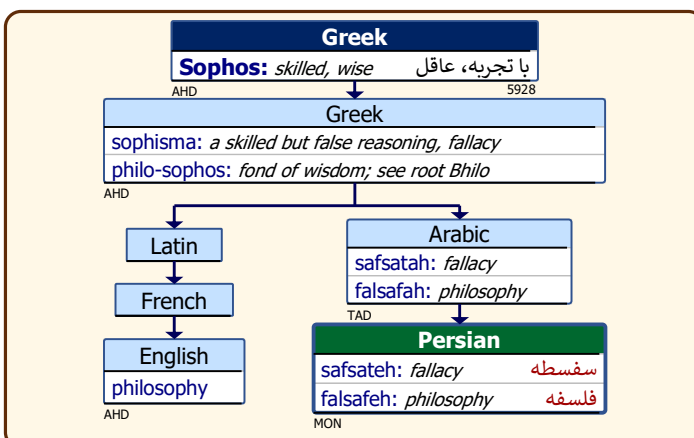 Greek
Sophos: skilled, wise با تجربه، عاقل
AHD 5928
Greek
sophisma: a skilled but false reasoning, fallacy
philo-sophos: fond of wisdom; see root Bhilo
AHD
Latin
French
English
philosophy
AHD
Arabic
safsatah: fallacy
falsafah: philosophy
TAD
Persian
safsateh: fallacy سفسطه
falsafeh: philosophy فلسفه
MON